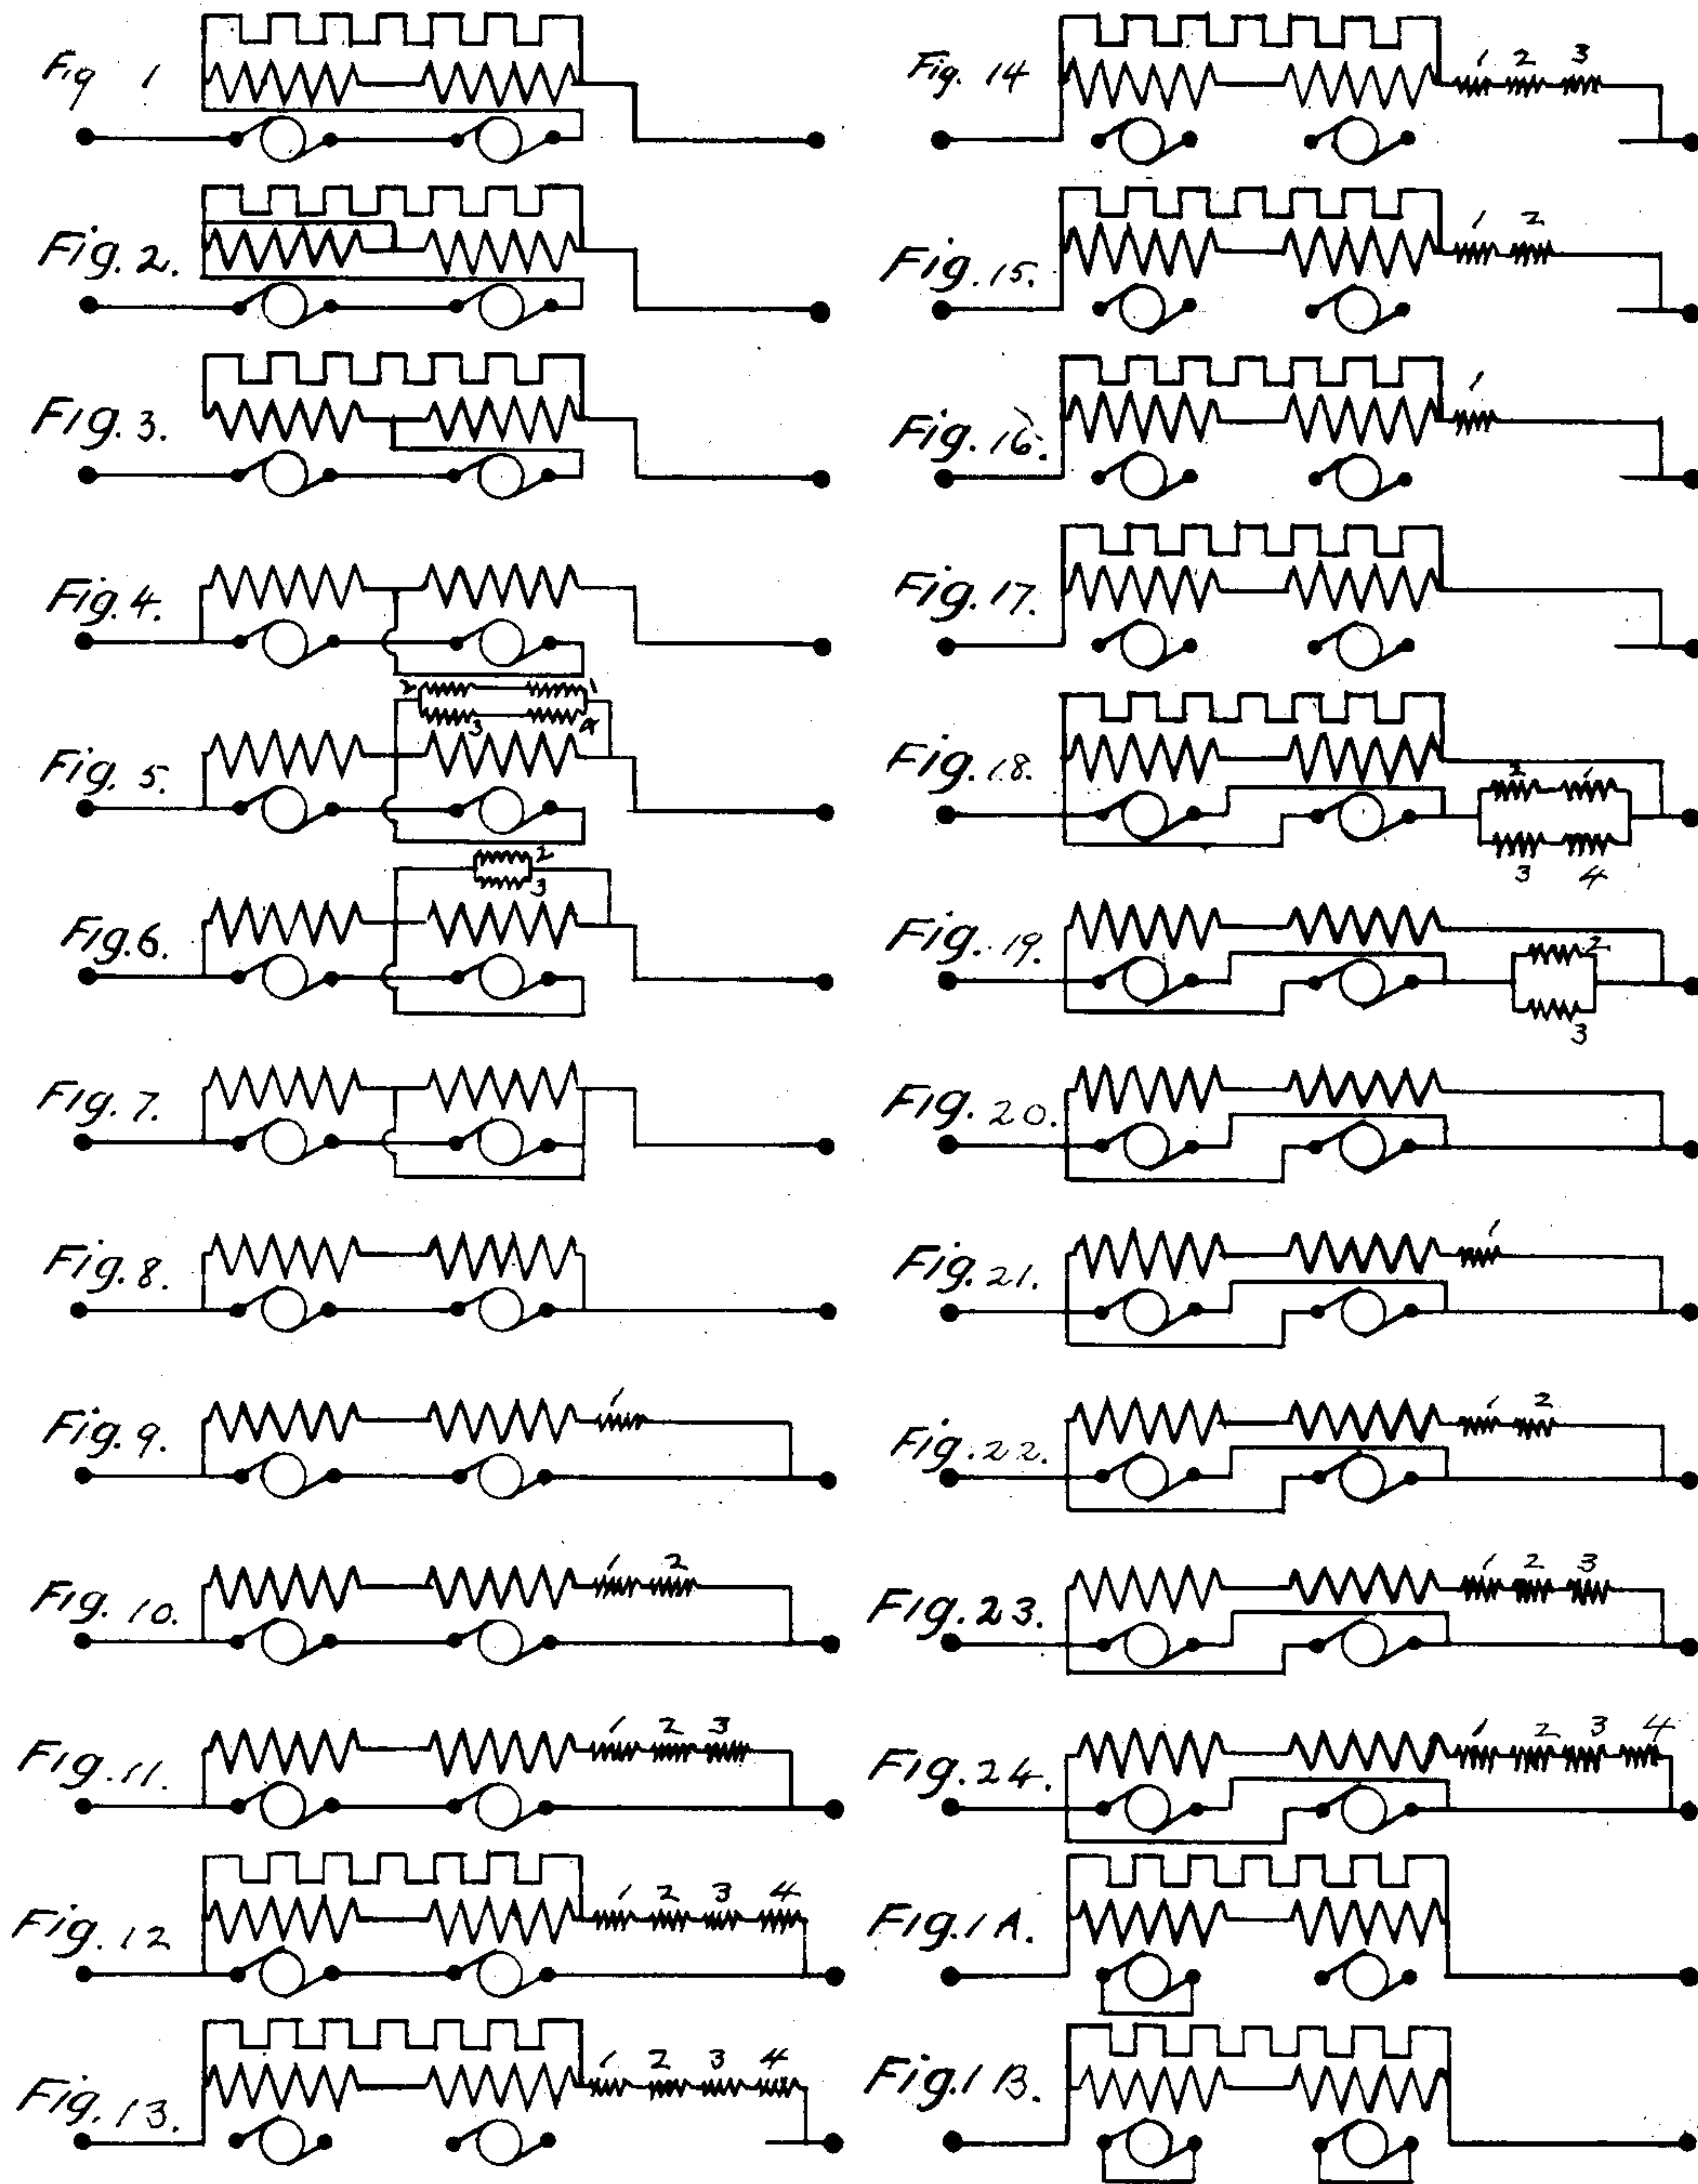 Fig 1
Fig. 2.
Fig. 3.
Fig. 4.
2 1
3 4
Fig. 5.
2
3
Fig. 6.
Fig. 7.
Fig. 8.
1
Fig. 9.
1 2
Fig. 10.
1 2 3
Fig. 11.
1 2 3 4
Fig. 12
1 2 3 4
Fig. 13.
1 2 3
Fig. 14
1 2
Fig. 15.
1
Fig. 16.
Fig. 17.
Fig. 18.
2 1
3 4
Fig. 19.
2
3
Fig. 20.
1
Fig. 21.
1 2
Fig. 22.
1 2 3
Fig. 23.
1 2 3 4
Fig. 24.
Fig. 1 A.
Fig. 1 B.